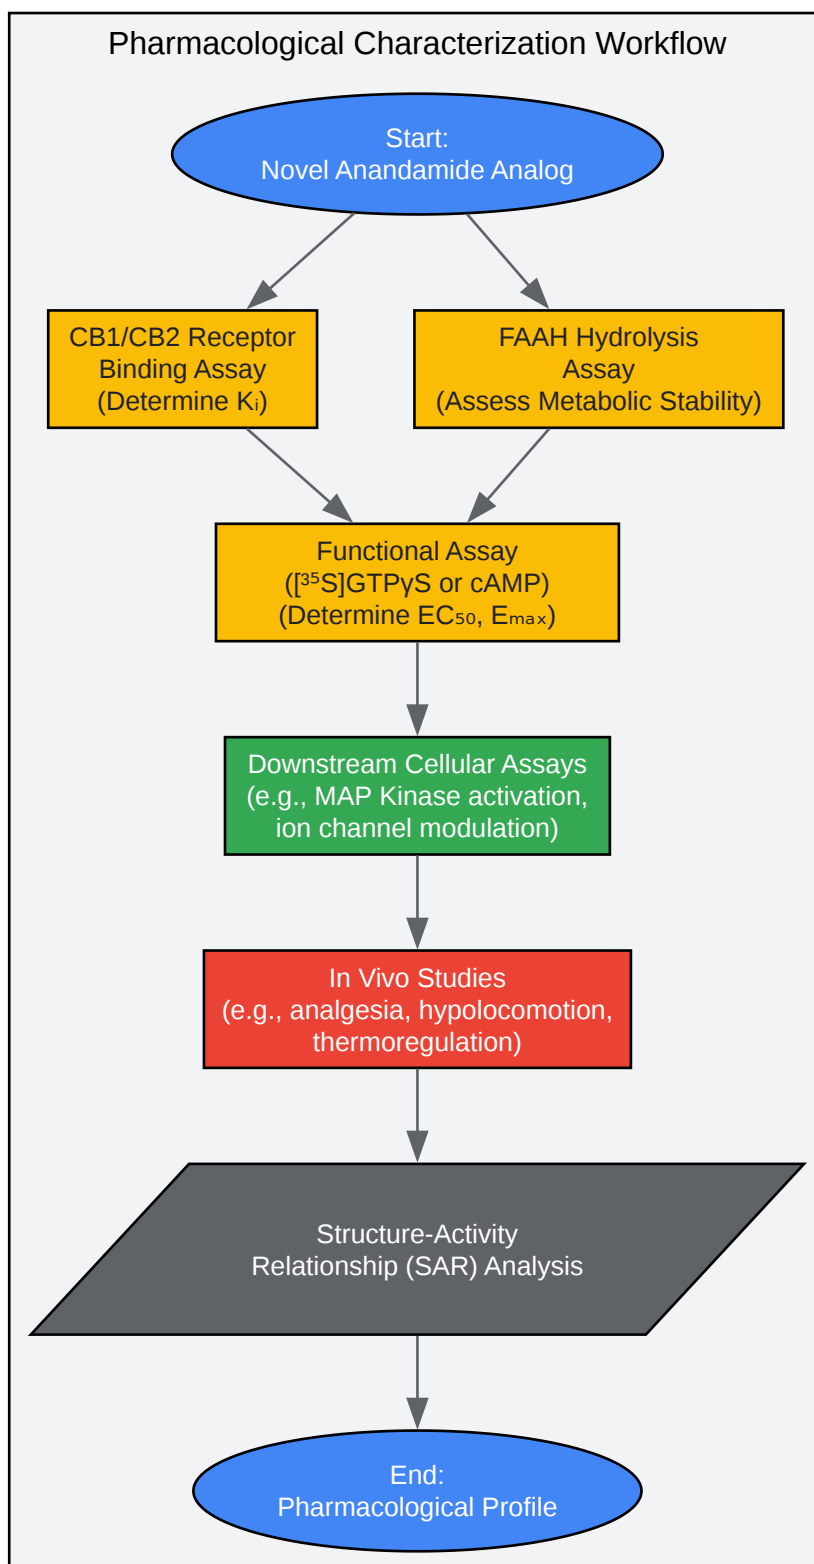 Pharmacological Characterization Workflow
Start:
Novel Anandamide Analog
CB1/CB2 Receptor
Binding Assay
(Determine Kᵢ)
FAAH Hydrolysis
Assay
(Assess Metabolic Stability)
Functional Assay
([³⁵S]GTPγS or cAMP)
(Determine EC₅₀, Eₘₐₓ)
Downstream Cellular Assays
(e.g., MAP Kinase activation,
ion channel modulation)
In Vivo Studies
(e.g., analgesia, hypolocomotion,
thermoregulation)
Structure-Activity
Relationship (SAR) Analysis
End:
Pharmacological Profile